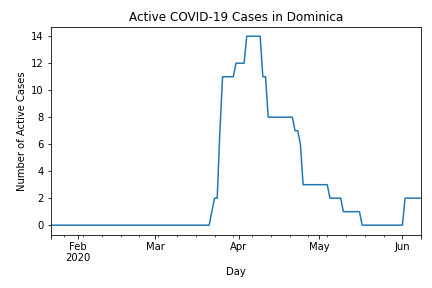 Active COVID-19 Cases in Dominica
14
12
10
8
6
4
2
0
Number of Active Cases
Feb
2020
Mar
Apr
May
Jun
Day